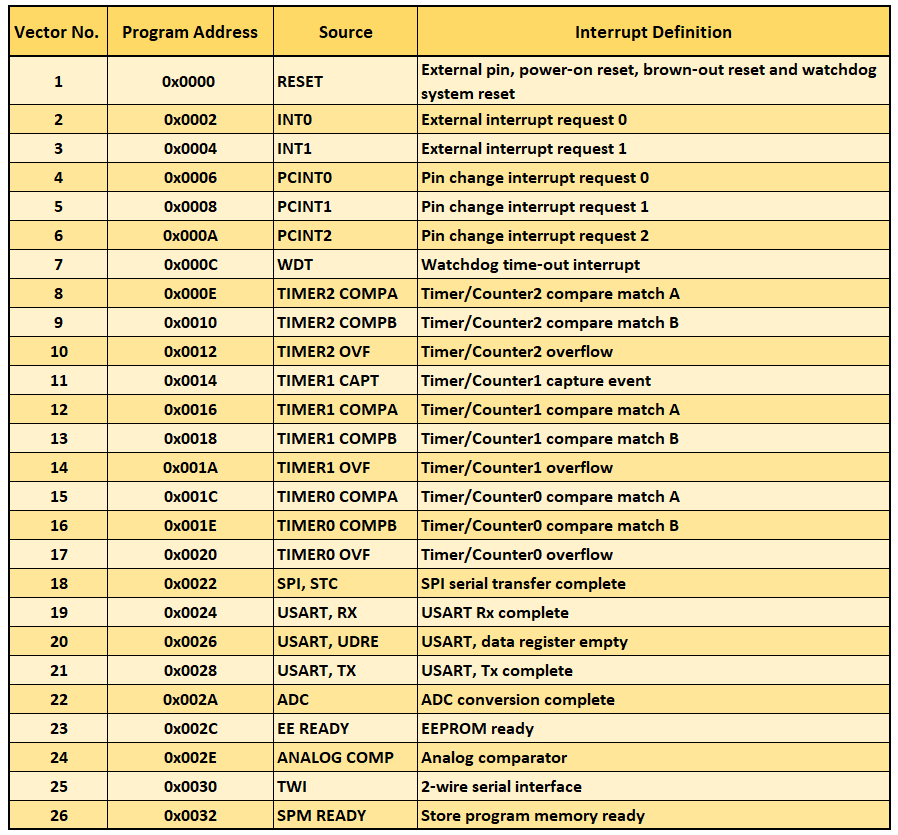 Vector No. Program Address Source Interrupt Definition
1 0x0000 RESET External pin, power-on reset, brown-out reset and watchdog
system reset
2 0x0002 INT0 External interrupt request 0
3 0x0004 INT1 External interrupt request 1
4 0x0006 PCINT0 Pin change interrupt request 0
5 0x0008 PCINT1 Pin change interrupt request 1
6 0x000A PCINT2 Pin change interrupt request 2
7 0x000C WDT Watchdog time-out interrupt
8 0x000E TIMER2 COMPA Timer/Counter2 compare match A
9 0x0010 TIMER2 COMPB Timer/Counter2 compare match B
10 0x0012 TIMER2 OVF Timer/Counter2 overflow
11 0x0014 TIMER1 CAPT Timer/Counter1 capture event
12 0x0016 TIMER1 COMPA Timer/Counter1 compare match A
13 0x0018 TIMER1 COMPB Timer/Counter1 compare match B
14 0x001A TIMER1 OVF Timer/Counter1 overflow
15 0x001C TIMER0 COMPA Timer/Counter0 compare match A
16 0x001E TIMER0 COMPB Timer/Counter0 compare match B
17 0x0020 TIMER0 OVF Timer/Counter0 overflow
18 0x0022 SPI, STC SPI serial transfer complete
19 0x0024 USART, RX USART Rx complete
20 0x0026 USART, UDRE USART, data register empty
21 0x0028 USART, TX USART, Tx complete
22 0x002A ADC ADC conversion complete
23 0x002C EE READY EEPROM ready
24 0x002E ANALOG COMP Analog comparator
25 0x0030 TWI 2-wire serial interface
26 0x0032 SPM READY Store program memory ready